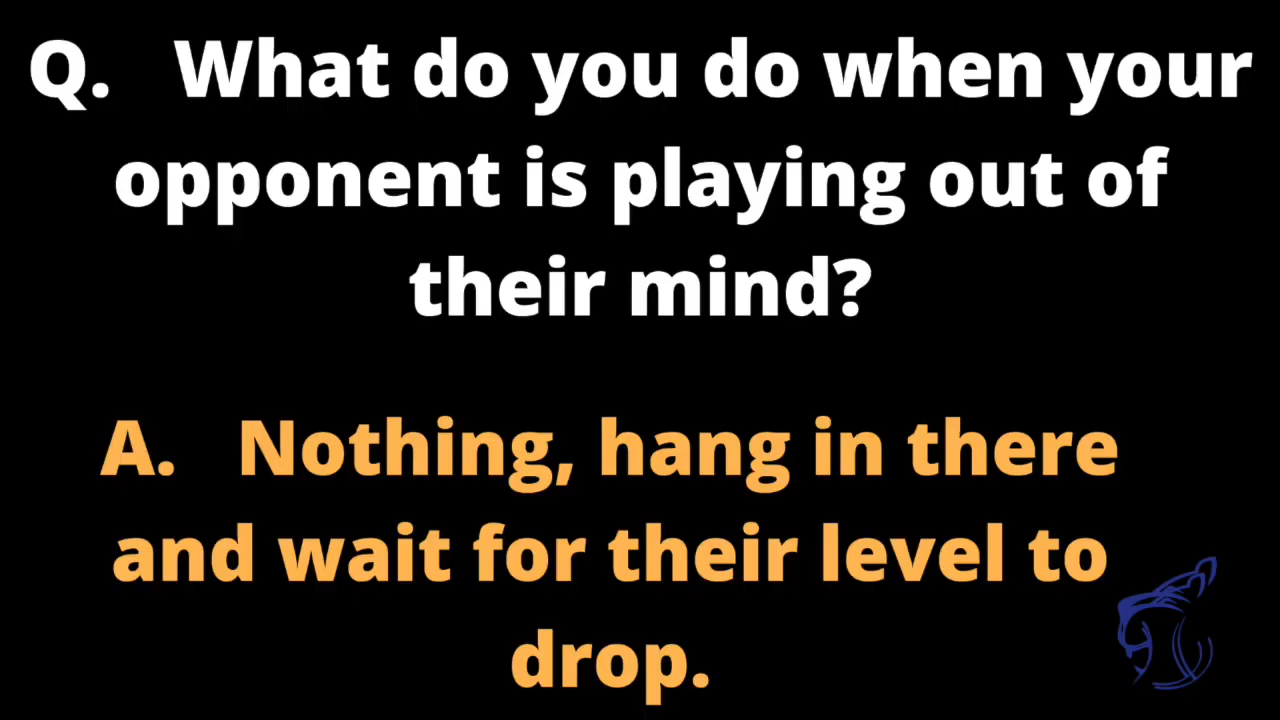 Q. What do you do when your
opponent is playing out of
their mind?
A. Nothing, hang in there
and wait for their level to
drop.